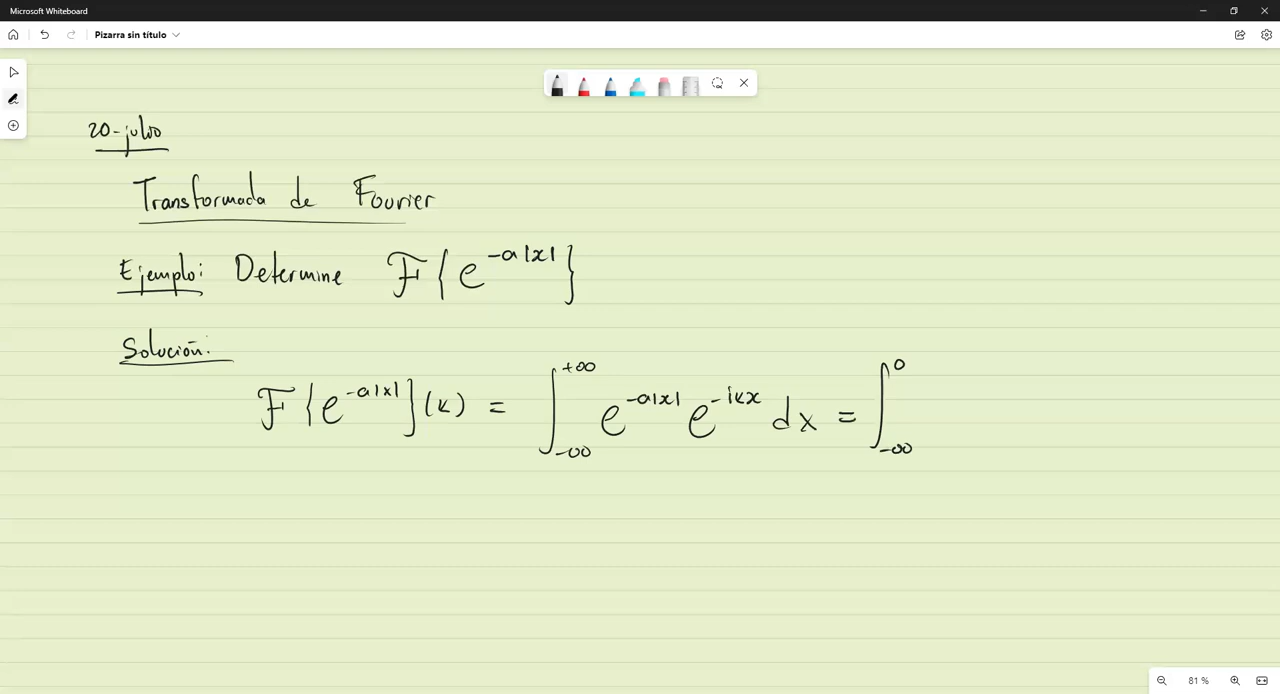 Microsoft Whiteboard
Pizarra sin título
20-julio
Transformada de Fourier
Ejemplo: Determine ℱ{e^{-a|x|}}
Solución:
ℱ{e^{-a|x|}}(k) = ∫_{-∞}^{+∞} e^{-a|x|} e^{-ikx} dx = ∫_{-∞}^{0}
81 %